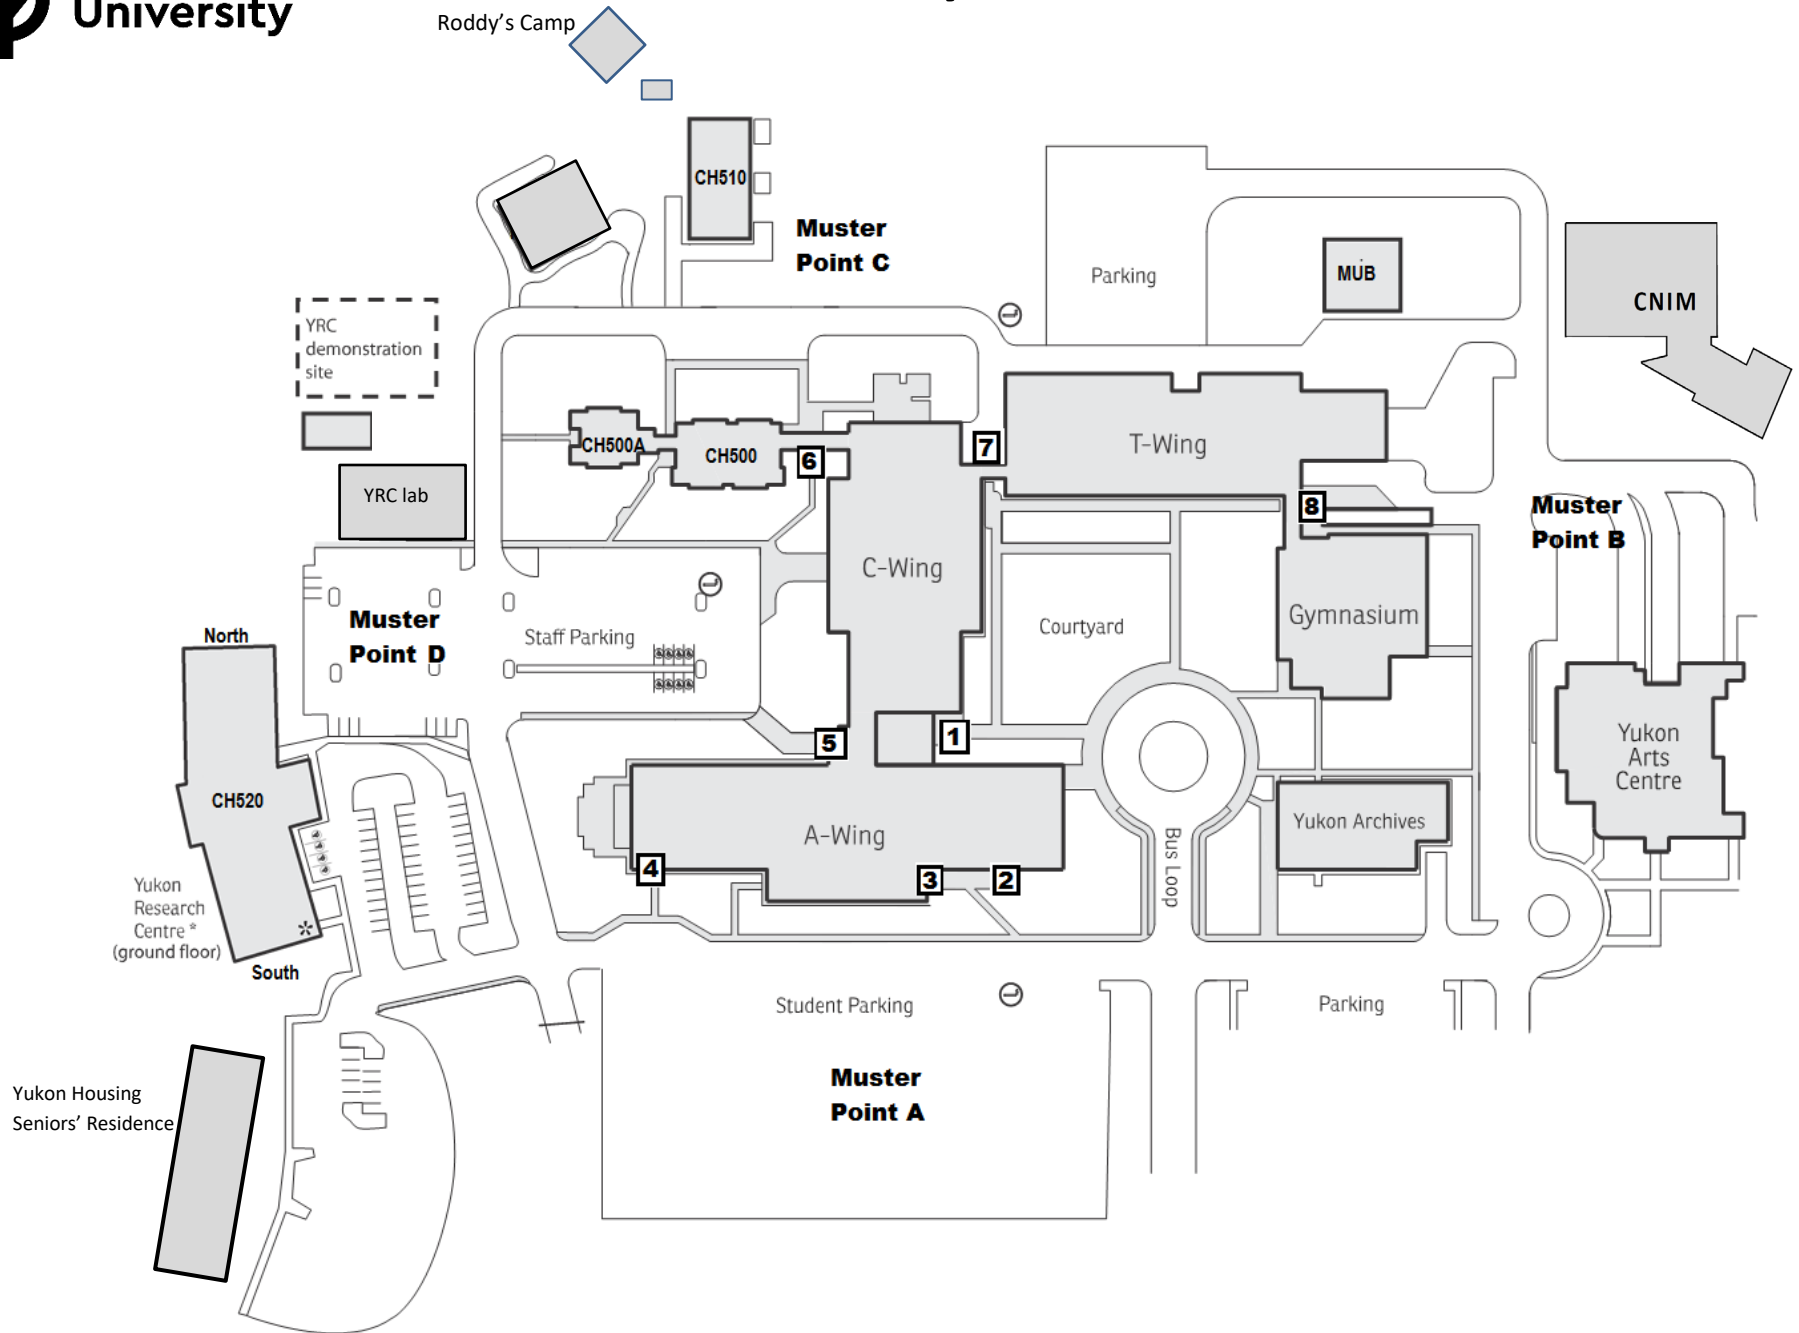 University
Roddy's Camp
CH510
Muster
Point C
Parking
MUB
CNIM
YRC
demonstration
site
CH500A
CH500
6
7
T-Wing
YRC lab
8
Muster
Point B
C-Wing
Muster
Point D
Staff Parking
Courtyard
Gymnasium
North
5
1
Yukon
Arts
Centre
CH520
A-Wing
Bus Loop
Yukon Archives
4
3
2
Yukon
Research
Centre *
(ground floor)
*
South
Student Parking
Parking
Muster
Point A
Yukon Housing
Seniors' Residence